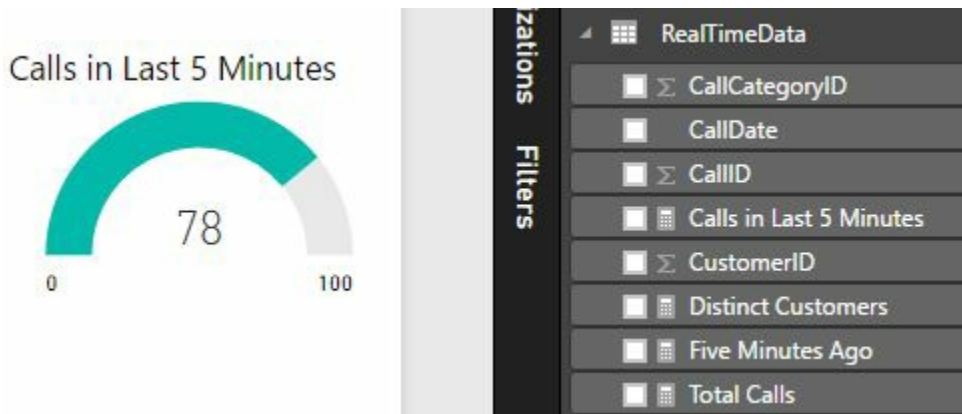 Calls in Last 5 Minutes
78
0
100
Filters
RealTimeData
CallCategoryID
CallDate
CallID
Calls in Last 5 Minutes
CustomerID
Distinct Customers
Five Minutes Ago
Total Calls